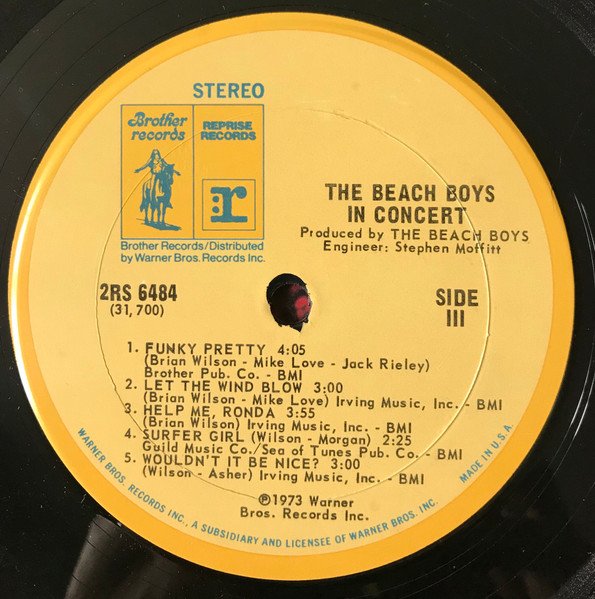 STEREO
Brother
records
REPRISE
RECORDS
:r
Brother Records/Distributed
by Warner Bros. Records Inc.
THE BEACH BOYS
IN CONCERT
Produced by THE BEACH BOYS
Engineer: Stephen Moffitt
2RS 6484
(31,700)
SIDE
III
1. FUNKY PRETTY 4:05
(Brian Wilson - Mike Love - Jack Rieley)
Brother Pub. Co. - BMI
2. LET THE WIND BLOW 3:00
(Brian Wilson - Mike Love) Irving Music, Inc. - BMI
3. HELP ME, RONDA 3:55
(Brian Wilson) Irving Music, Inc. - BMI
4. SURFER GIRL (Wilson - Morgan) 2:25
Guild Music Co./Sea of Tunes Pub. Co. - BMI
5. WOULDN'T IT BE NICE? 3:00
(Wilson - Asher) Irving Music, Inc. - BMI
℗1973 Warner
Bros. Records Inc.
WARNER BROS. RECORDS INC., A SUBSIDIARY AND LICENSEE OF WARNER BROS. INC. MADE IN U.S.A.